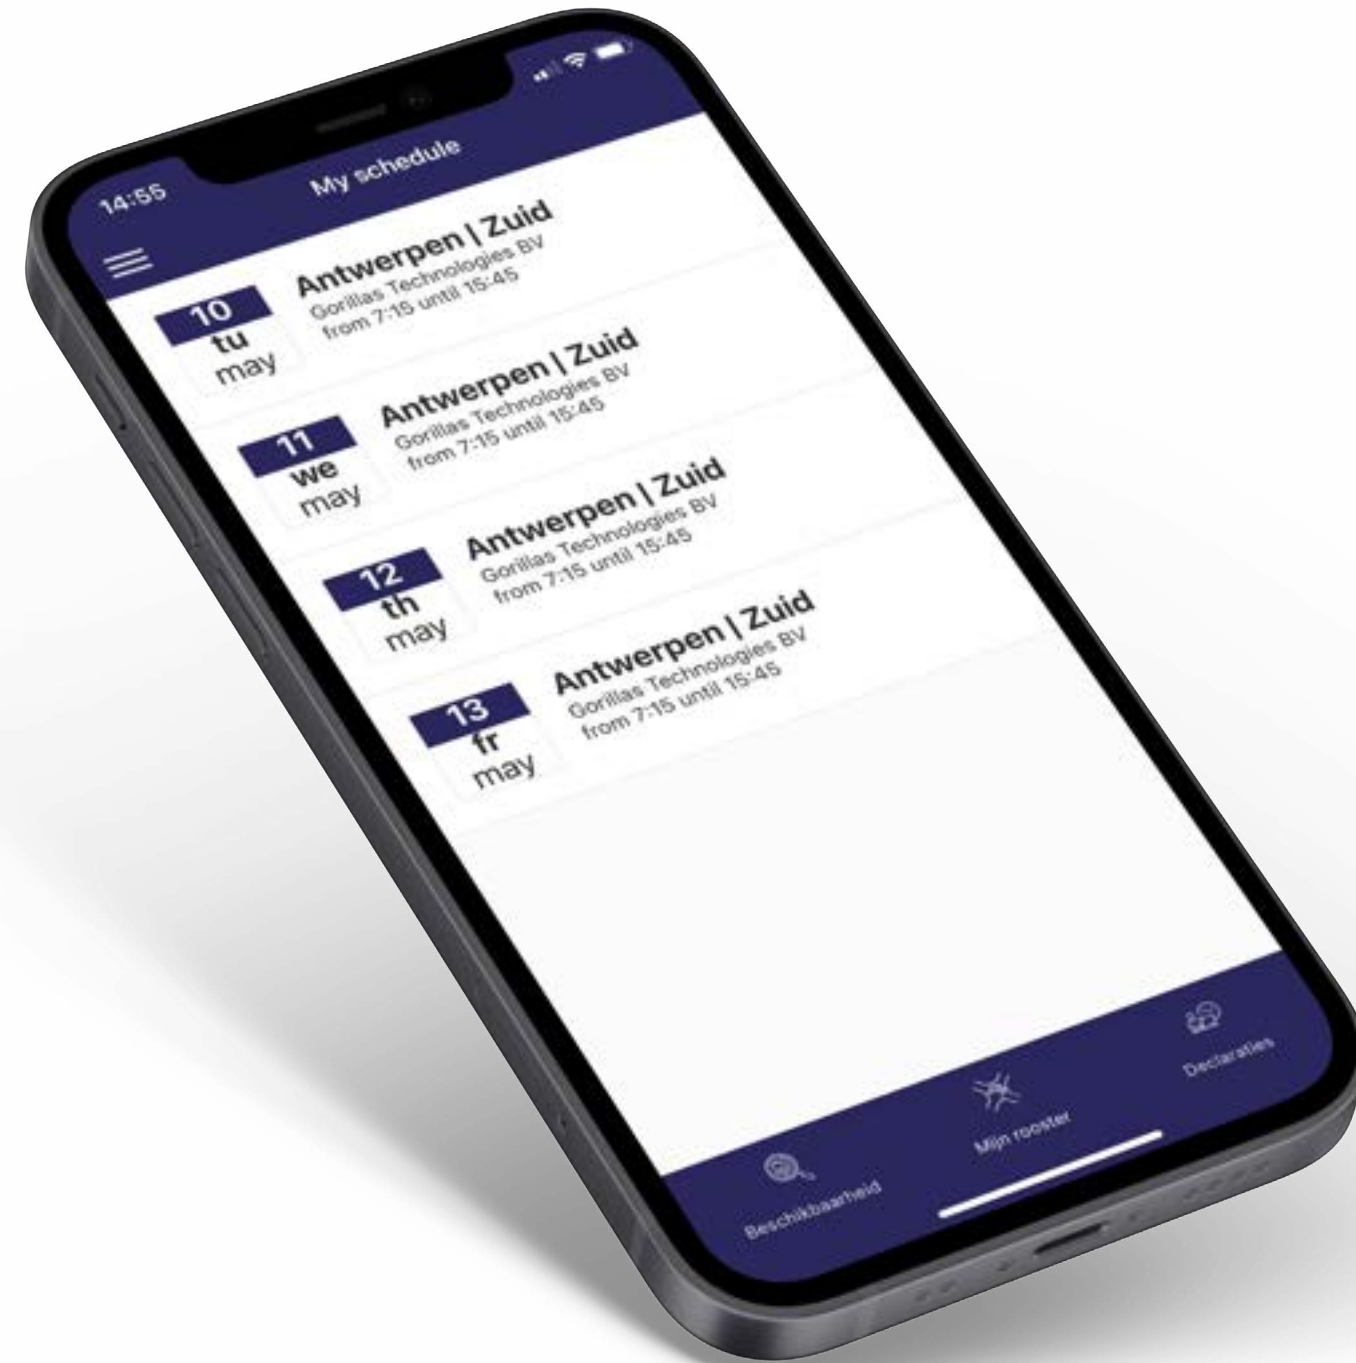 14:55
My schedule
10
tu
may
Antwerpen | Zuid
Gorillas Technologies BV
from 7:15 until 15:45
11
we
may
Antwerpen | Zuid
Gorillas Technologies BV
from 7:15 until 15:45
12
th
may
Antwerpen | Zuid
Gorillas Technologies BV
from 7:15 until 15:45
13
fr
may
Antwerpen | Zuid
Gorillas Technologies BV
from 7:15 until 15:45
Beschikbaarheid
Mijn rooster
Declaraties